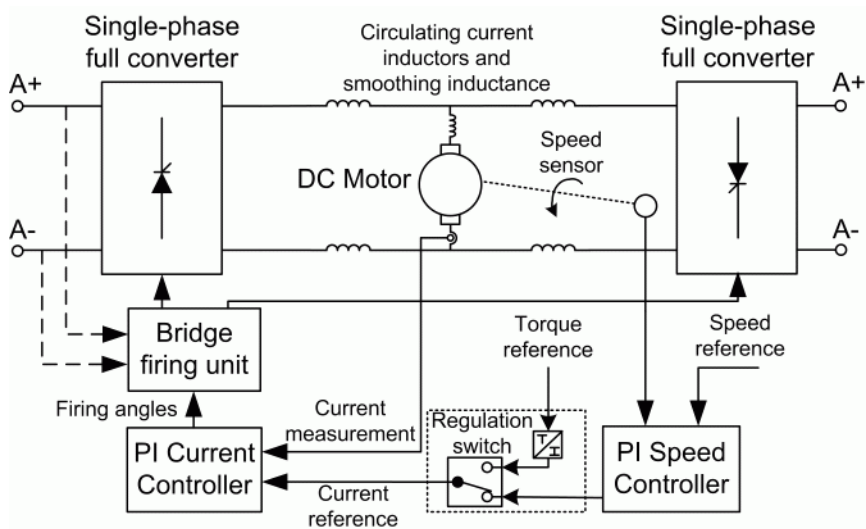 Single-phase
full converter
Circulating current
inductors and
smoothing inductance
Single-phase
full converter
A+
A+
DC Motor
Speed
sensor
A-
A-
Bridge
firing unit
Torque
reference
Speed
reference
Firing angles
Current
measurement
Regulation
switch
T
I
PI Current
Controller
Current
reference
PI Speed
Controller